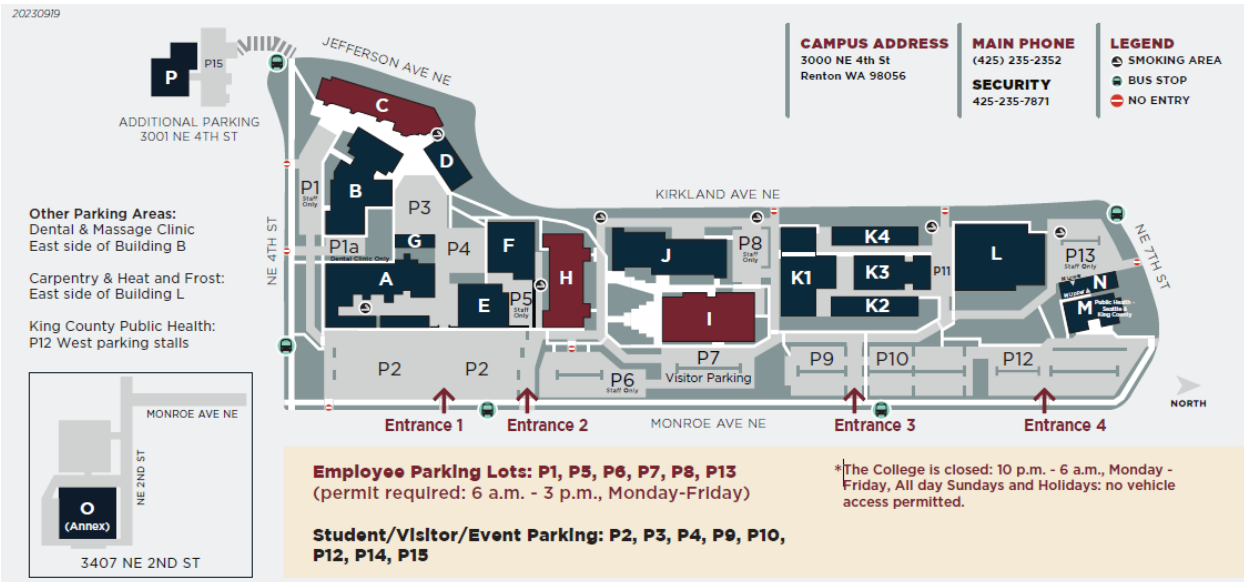 20230919
JEFFERSON AVE NE
CAMPUS ADDRESS
3000 NE 4th St
Renton WA 98056
MAIN PHONE
(425) 235-2352
SECURITY
425-235-7871
LEGEND
SMOKING AREA
BUS STOP
NO ENTRY
P
P15
ADDITIONAL PARKING
3001 NE 4TH ST
C
D
B
P1
Staff
Only
P3
KIRKLAND AVE NE
Other Parking Areas:
Dental & Massage Clinic
East side of Building B
Carpentry & Heat and Frost:
East side of Building L
King County Public Health:
P12 West parking stalls
NE 4TH ST
P1a
Dental Clinic Only
G
P4
F
A
E
P5
Staff
Only
H
J
P8
Staff
Only
I
K4
K1
K3
K2
P11
L
P13
Staff Only
NE 7TH ST
N
M
Public Health -
Seattle &
King County
P2
P2
P6
Staff Only
P7
Visitor Parking
P9
P10
P12
NORTH
Entrance 1
Entrance 2
MONROE AVE NE
Entrance 3
Entrance 4
MONROE AVE NE
NE 2ND ST
O
(Annex)
3407 NE 2ND ST
Employee Parking Lots: P1, P5, P6, P7, P8, P13
(permit required: 6 a.m. - 3 p.m., Monday-Friday)
Student/Visitor/Event Parking: P2, P3, P4, P9, P10,
P12, P14, P15
*The College is closed: 10 p.m. - 6 a.m., Monday -
Friday, All day Sundays and Holidays: no vehicle
access permitted.